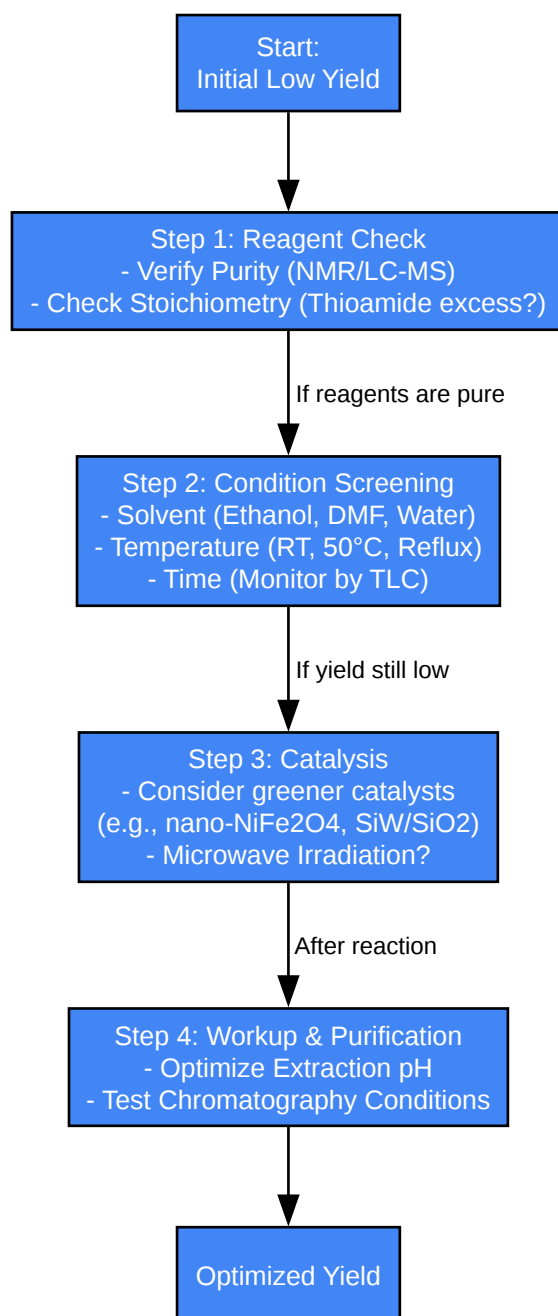 Start:
Initial Low Yield
Step 1: Reagent Check
- Verify Purity (NMR/LC-MS)
- Check Stoichiometry (Thioamide excess?)
If reagents are pure
Step 2: Condition Screening
- Solvent (Ethanol, DMF, Water)
- Temperature (RT, 50°C, Reflux)
- Time (Monitor by TLC)
If yield still low
Step 3: Catalysis
- Consider greener catalysts
(e.g., nano-NiFe2O4, SiW/SiO2)
- Microwave Irradiation?
After reaction
Step 4: Workup & Purification
- Optimize Extraction pH
- Test Chromatography Conditions
Optimized Yield